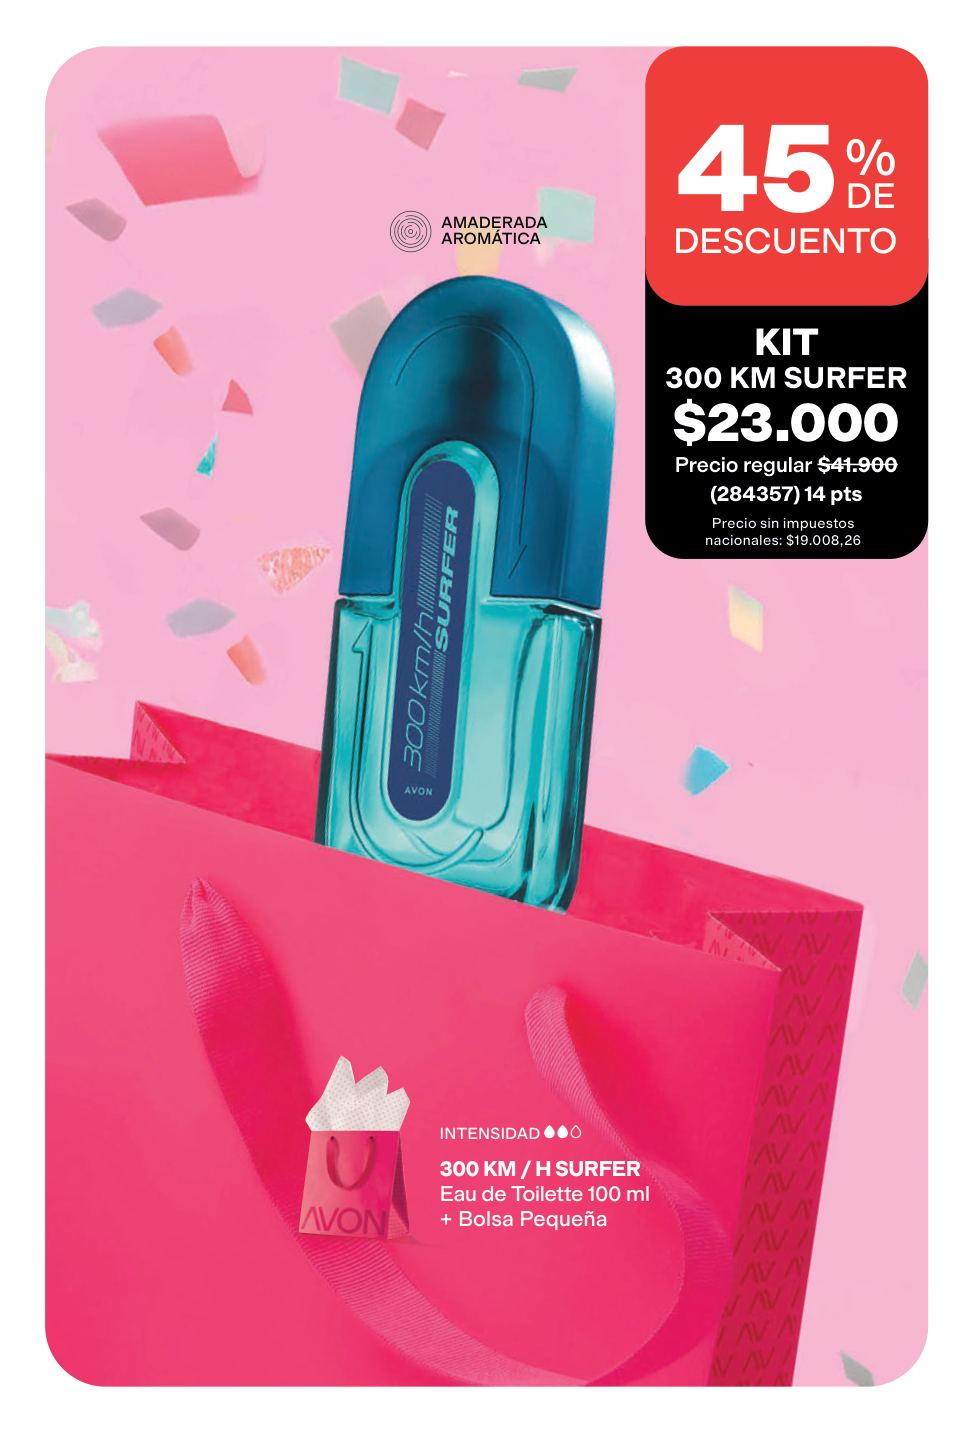 45 %
DE
DESCUENTO
AMADERADA
AROMÁTICA
KIT
300 KM SURFER
$23.000
Precio regular $41.900
(284357) 14 pts
Precio sin impuestos
nacionales: $19.008,26
300 km/h
SURFER
AVON
INTENSIDAD
300 KM / H SURFER
Eau de Toilette 100 ml
+ Bolsa Pequeña
AVON